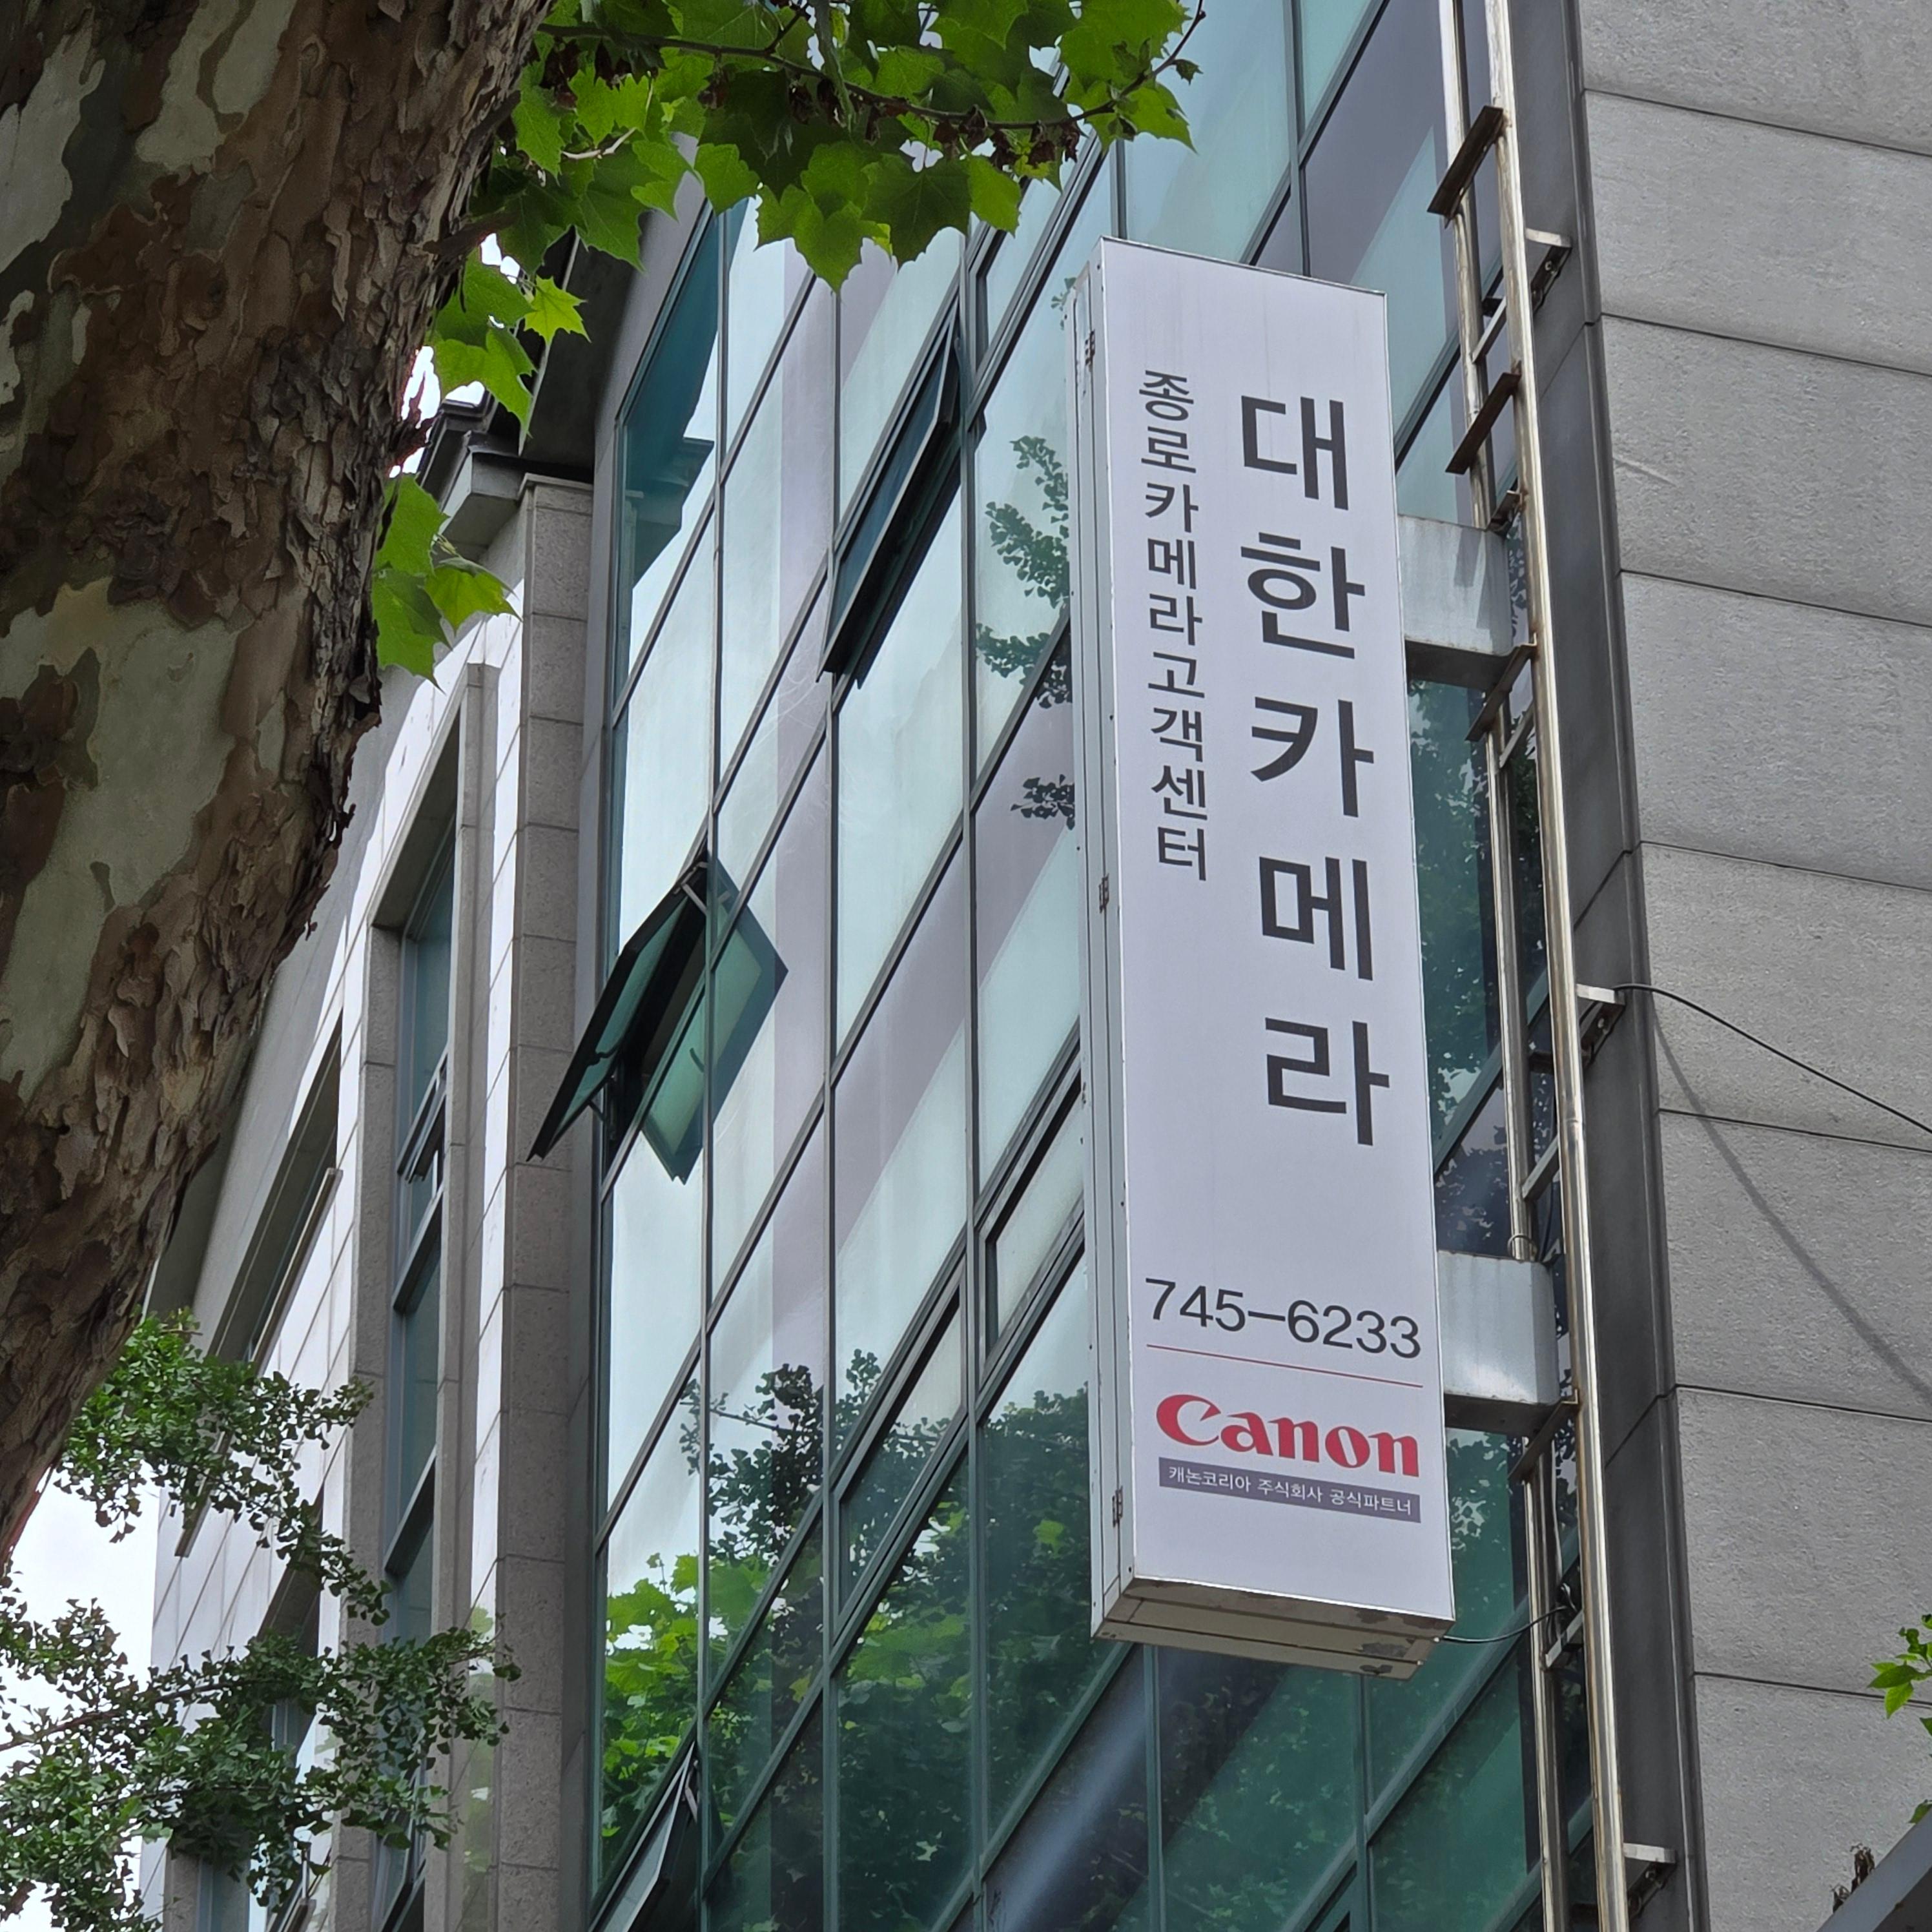 대한카메라
종로카메라고객센터
745-6233
Canon
캐논코리아 주식회사 공식파트너